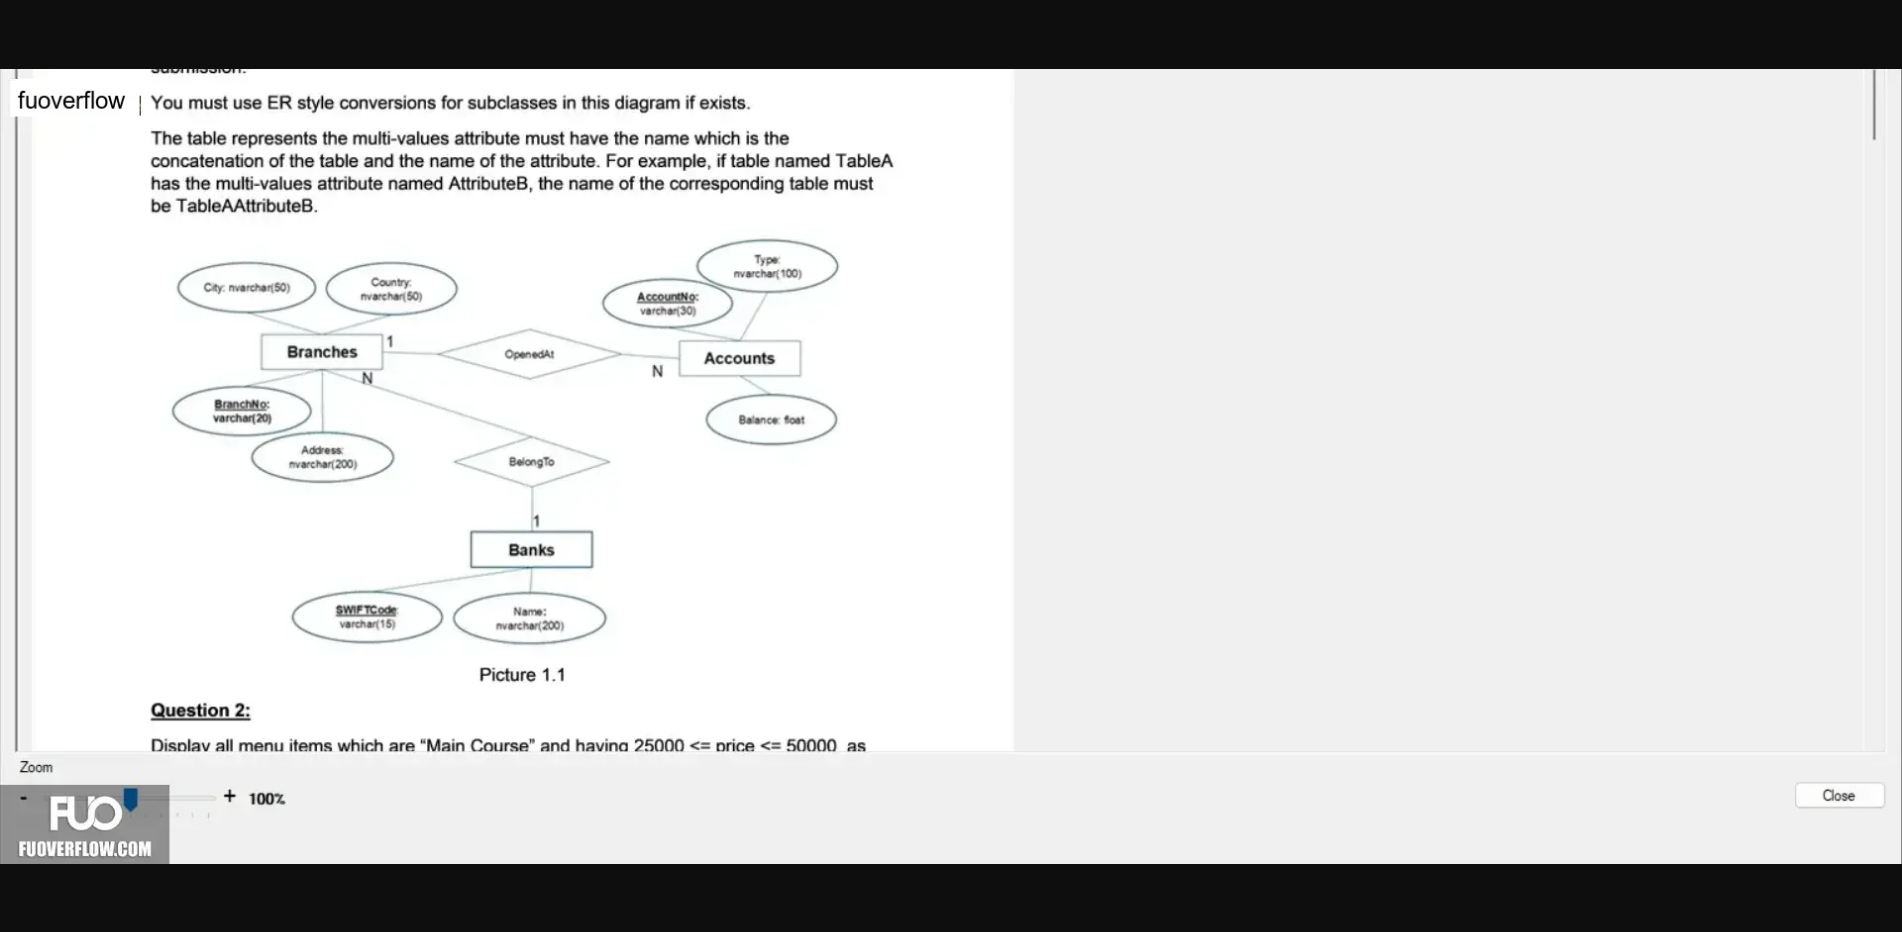 submission.
fuoverflow
You must use ER style conversions for subclasses in this diagram if exists.
The table represents the multi-values attribute must have the name which is the
concatenation of the table and the name of the attribute. For example, if table named TableA
has the multi-values attribute named AttributeB, the name of the corresponding table must
be TableAAttributeB.
City: nvarchar(50)
Country:
nvarchar(50)
Type:
nvarchar(100)
AccountNo:
varchar(30)
Branches
1
OpenedAt
N
Accounts
N
BranchNo:
varchar(20)
Address:
nvarchar(200)
Balance: float
BelongTo
1
Banks
SWIFTCode:
varchar(15)
Name:
nvarchar(200)
Picture 1.1
Question 2:
Display all menu items which are “Main Course” and having 25000 <= price <= 50000 as
Zoom
- + 100%
Close
FUO
FUOVERFLOW.COM